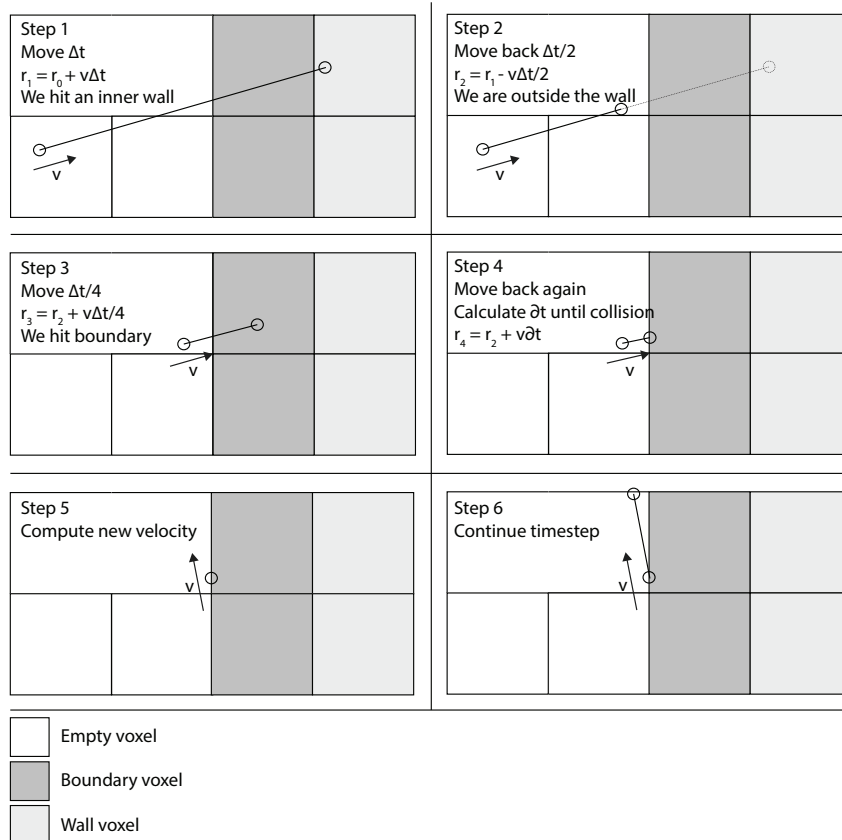 Step 1
Move Δt
r₁ = r₀ + vΔt
We hit an inner wall
v
Step 2
Move back Δt/2
r₂ = r₁ - vΔt/2
We are outside the wall
v
Step 3
Move Δt/4
r₃ = r₂ + vΔt/4
We hit boundary
v
Step 4
Move back again
Calculate ∂t until collision
r₄ = r₂ + v∂t
v
Step 5
Compute new velocity
v
Step 6
Continue timestep
v
Empty voxel
Boundary voxel
Wall voxel